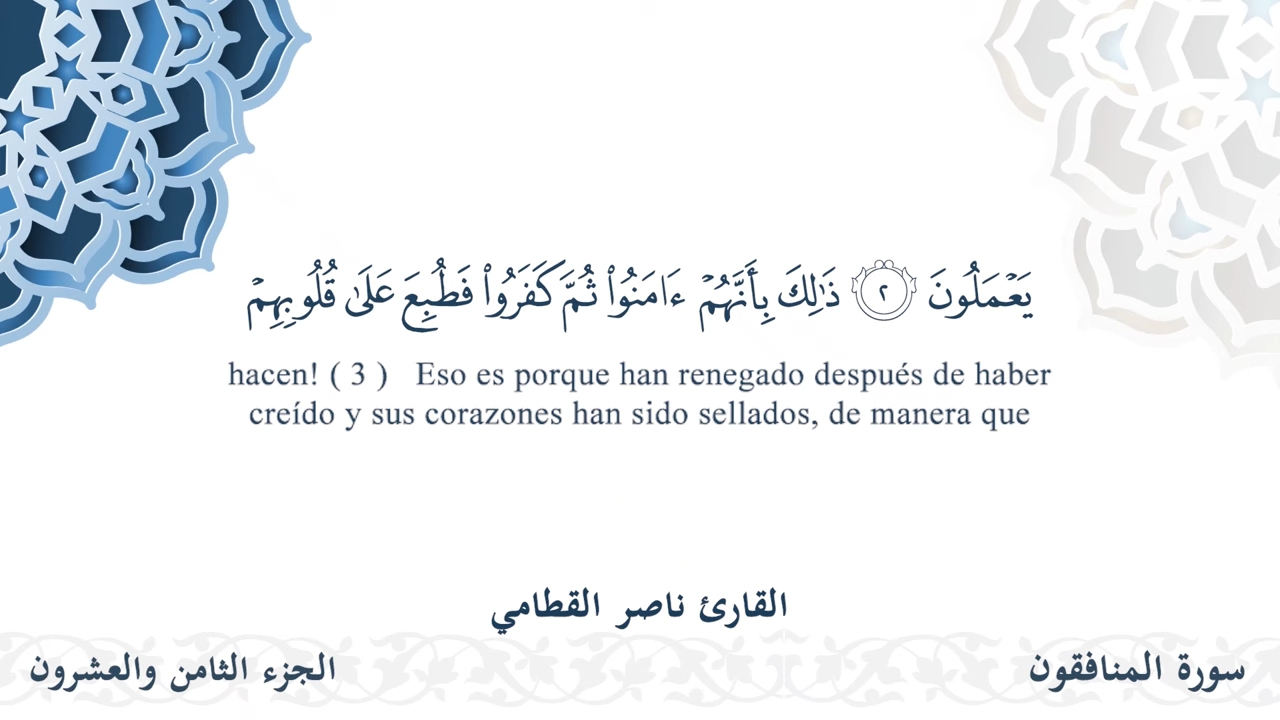 يَعۡمَلُونَ ٢ ذَٰلِكَ بِأَنَّهُمۡ ءَامَنُواْ ثُمَّ كَفَرُواْ فَطُبِعَ عَلَىٰ قُلُوبِهِمۡ
hacen! ( 3 ) Eso es porque han renegado después de haber
creído y sus corazones han sido sellados, de manera que
القارئ ناصر القطامي
سورة المنافقون
الجزء الثامن والعشرون